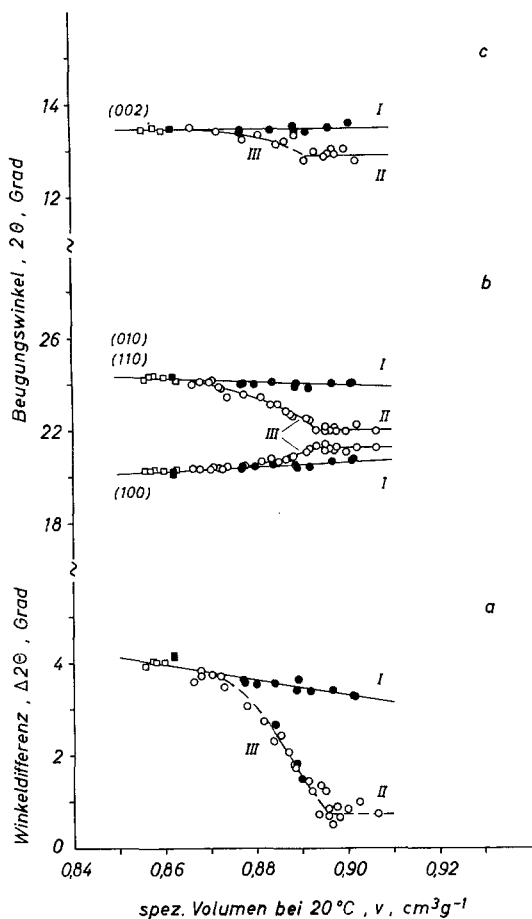 c
14
(002)
I
III
12
II
Beugungswinkel, 2Θ, Grad
b
26
(010)
(110)
I
24
II
22
III
20
(100)
I
18
a
Winkeldifferenz, Δ2Θ, Grad
4
I
2
III
II
0
0,84
0,86
0,88
0,90
0,92
spez. Volumen bei 20°C, v, cm³g⁻¹